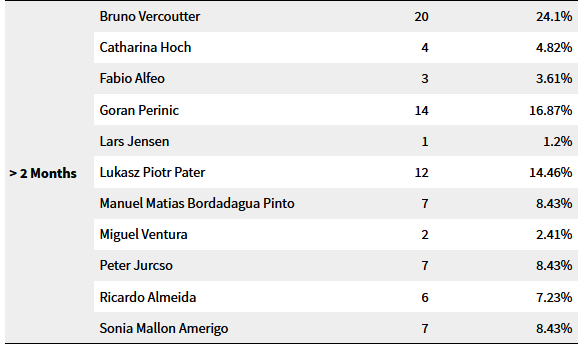 Bruno Vercoutter 20 24.1%
Catharina Hoch 4 4.82%
Fabio Alfeo 3 3.61%
Goran Perinic 14 16.87%
Lars Jensen 1 1.2%
> 2 Months Lukasz Piotr Pater 12 14.46%
Manuel Matias Bordadagua Pinto 7 8.43%
Miguel Ventura 2 2.41%
Peter Jurcso 7 8.43%
Ricardo Almeida 6 7.23%
Sonia Mallon Amerigo 7 8.43%